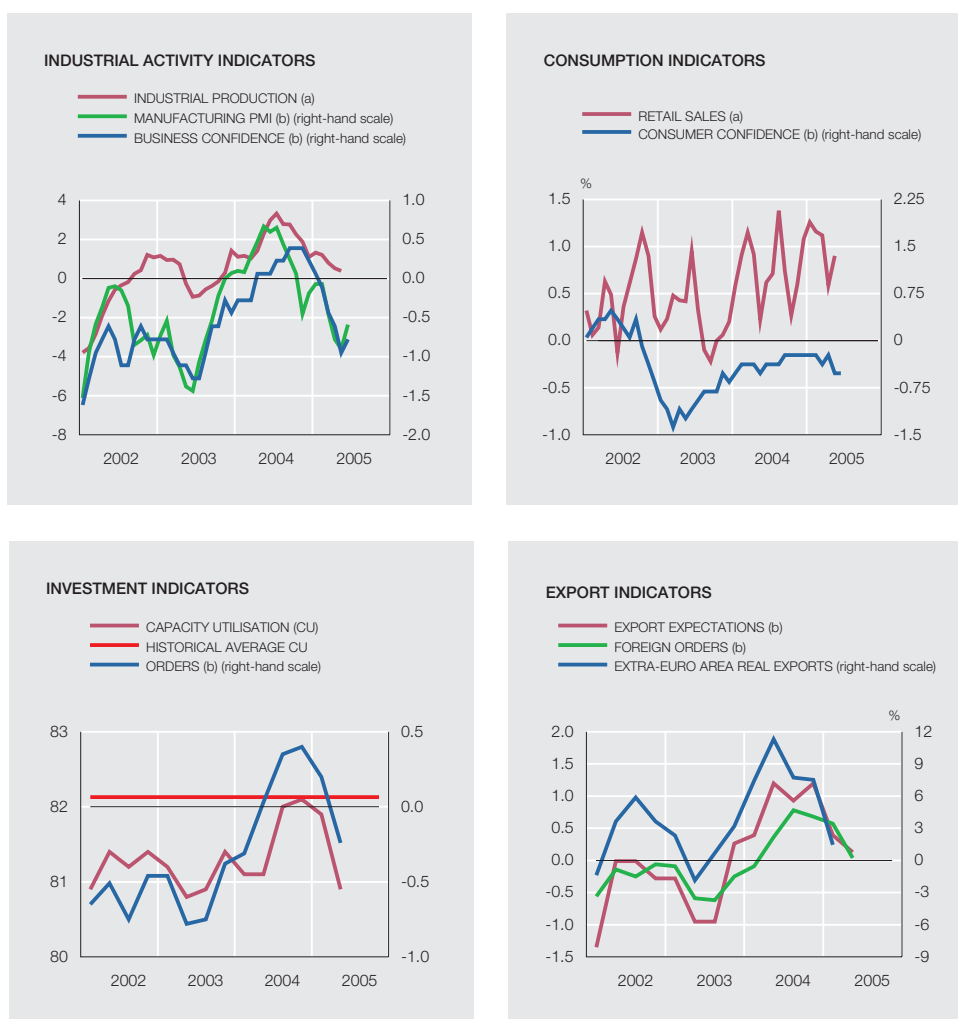 INDUSTRIAL ACTIVITY INDICATORS
INDUSTRIAL PRODUCTION (a)
MANUFACTURING PMI (b) (right-hand scale)
BUSINESS CONFIDENCE (b) (right-hand scale)
4 1.0
2 0.5
0 0.0
-2 -0.5
-4 -1.0
-6 -1.5
-8 -2.0
2002 2003 2004 2005
CONSUMPTION INDICATORS
RETAIL SALES (a)
CONSUMER CONFIDENCE (b) (right-hand scale)
%
1.5 2.25
1.0 1.5
0.5 0.75
0.0 0
-0.5 -0.75
-1.0 -1.5
2002 2003 2004 2005
INVESTMENT INDICATORS
CAPACITY UTILISATION (CU)
HISTORICAL AVERAGE CU
ORDERS (b) (right-hand scale)
83 0.5
82 0.0
81 -0.5
80 -1.0
2002 2003 2004 2005
EXPORT INDICATORS
EXPORT EXPECTATIONS (b)
FOREIGN ORDERS (b)
EXTRA-EURO AREA REAL EXPORTS (right-hand scale)
%
2.0 12
1.5 9
1.0 6
0.5 3
0.0 0
-0.5 -3
-1.0 -6
-1.5 -9
2002 2003 2004 2005